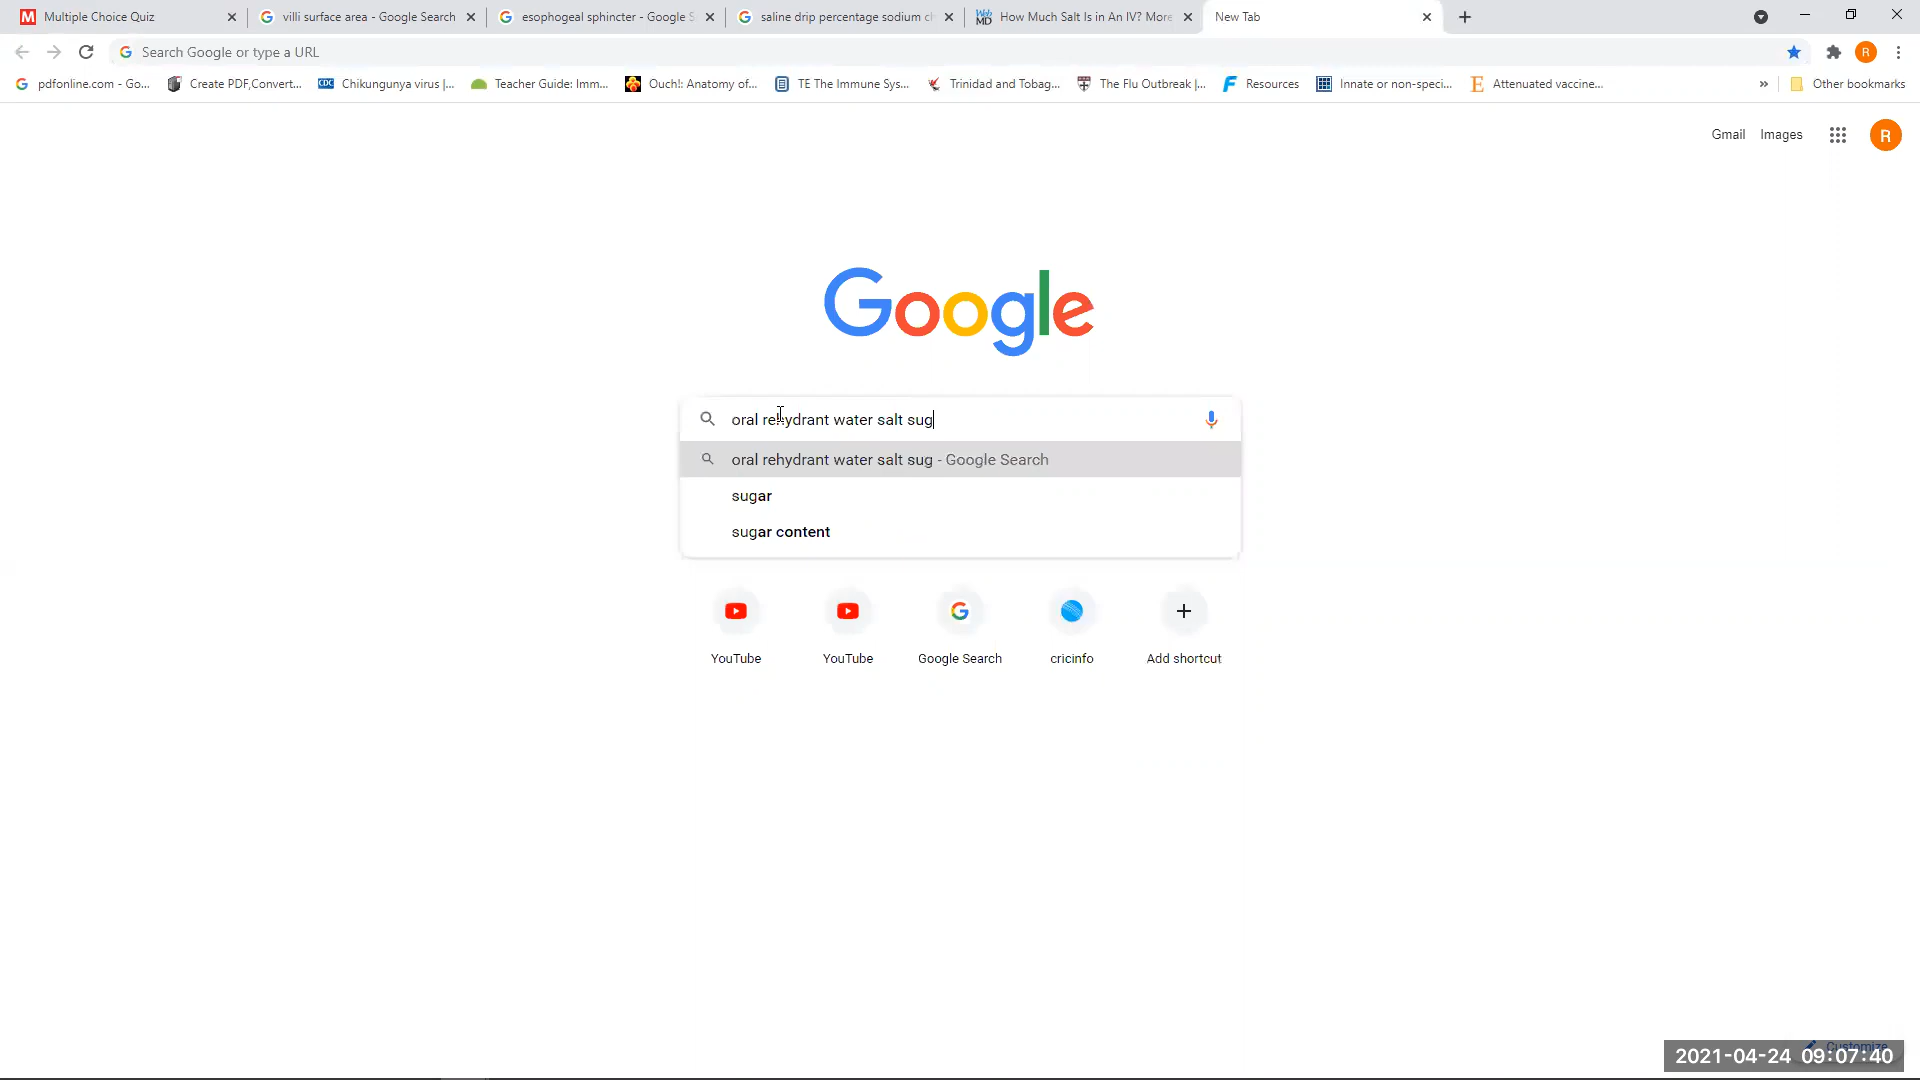 Multiple Choice Quiz
villi surface area - Google Search
esophogeal sphincter - Google S
saline drip percentage sodium c
Web MD How Much Salt Is in An IV? More
New Tab
Search Google or type a URL
R
pdfonline.com - Go...
Create PDF,Convert...
CDC Chikungunya virus |...
Teacher Guide: Imm...
Ouch!: Anatomy of...
TE The Immune Sys...
Trinidad and Tobag...
The Flu Outbreak |...
Resources
Innate or non-speci...
Attenuated vaccine...
»
Other bookmarks
Gmail Images
R
Google
oral rehydrant water salt sug
oral rehydrant water salt sug - Google Search
sugar
sugar content
YouTube
YouTube
Google Search
cricinfo
Add shortcut
Customize
2021-04-24 09:07:40